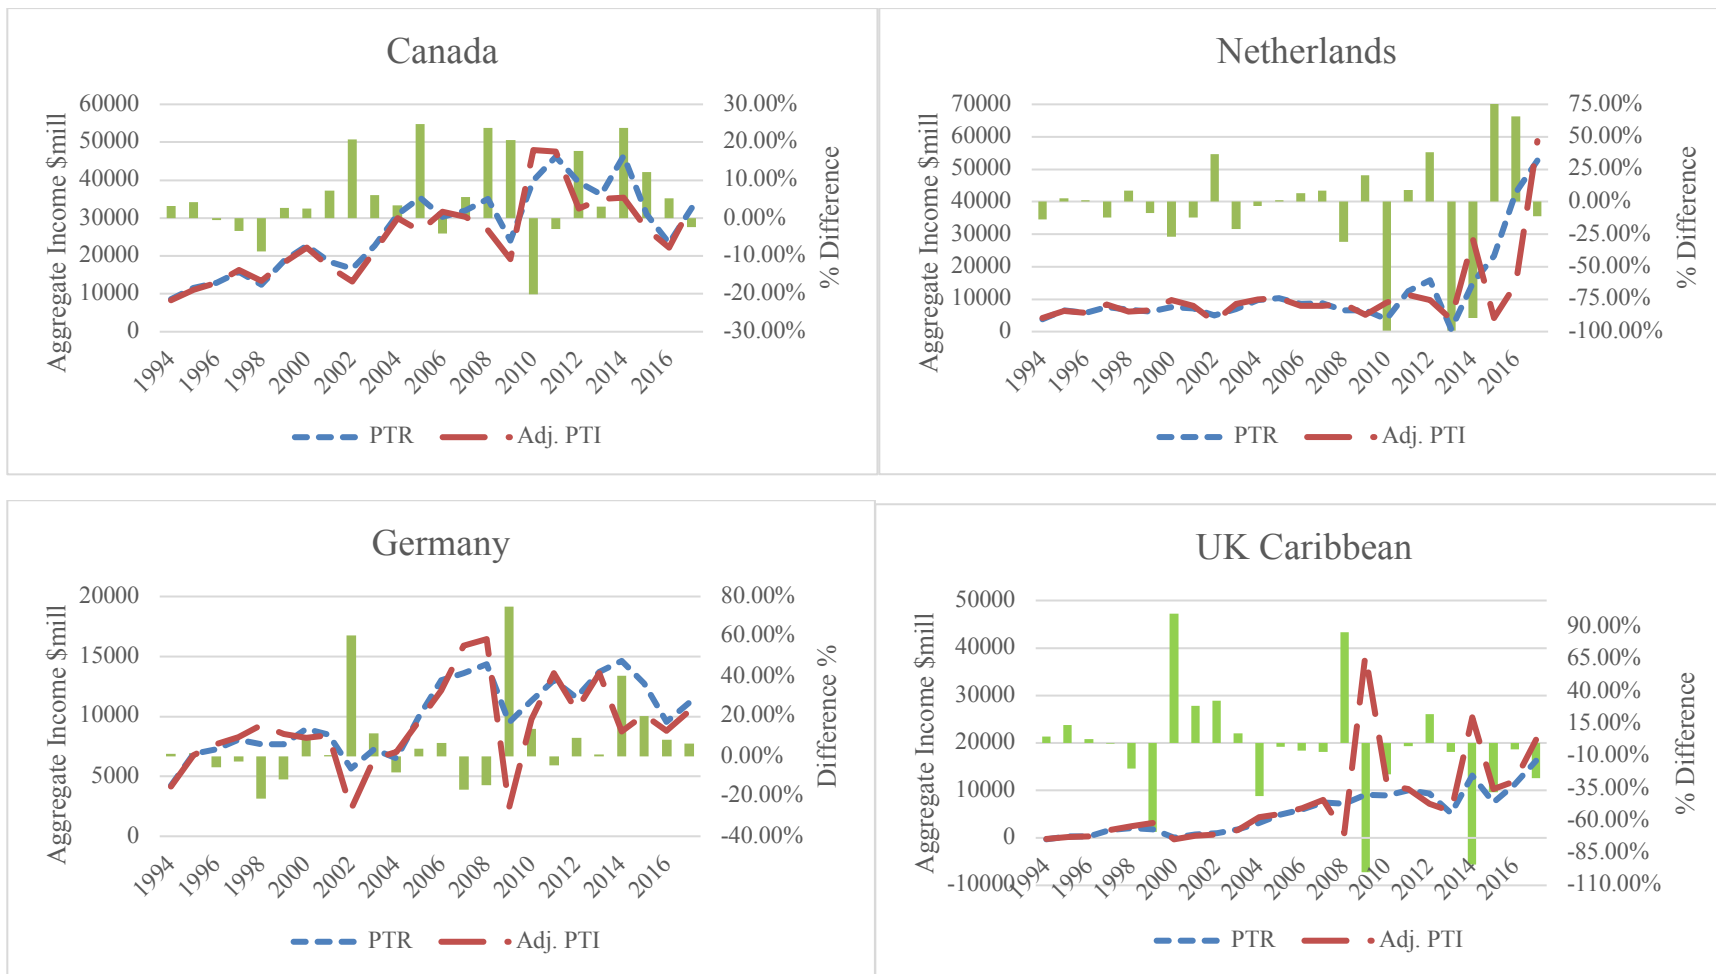 Canada
Aggregate Income $mill
60000
50000
40000
30000
20000
10000
0
30.00%
20.00%
10.00%
0.00%
-10.00%
-20.00%
-30.00%
% Difference
1994 1996 1998 2000 2002 2004 2006 2008 2010 2012 2014 2016
PTR Adj. PTI
Netherlands
Aggregate Income $mill
70000
60000
50000
40000
30000
20000
10000
0
75.00%
50.00%
25.00%
0.00%
-25.00%
-50.00%
-75.00%
-100.00%
% Difference
1994 1996 1998 2000 2002 2004 2006 2008 2010 2012 2014 2016
PTR Adj. PTI
Germany
Aggregate Income $mill
20000
15000
10000
5000
0
80.00%
60.00%
40.00%
20.00%
0.00%
-20.00%
-40.00%
Difference %
1994 1996 1998 2000 2002 2004 2006 2008 2010 2012 2014 2016
PTR Adj. PTI
UK Caribbean
Aggregate Income $mill
50000
40000
30000
20000
10000
0
-10000
90.00%
65.00%
40.00%
15.00%
-10.00%
-35.00%
-60.00%
-85.00%
-110.00%
% Difference
1994 1996 1998 2000 2002 2004 2006 2008 2010 2012 2014 2016
PTR Adj. PTI